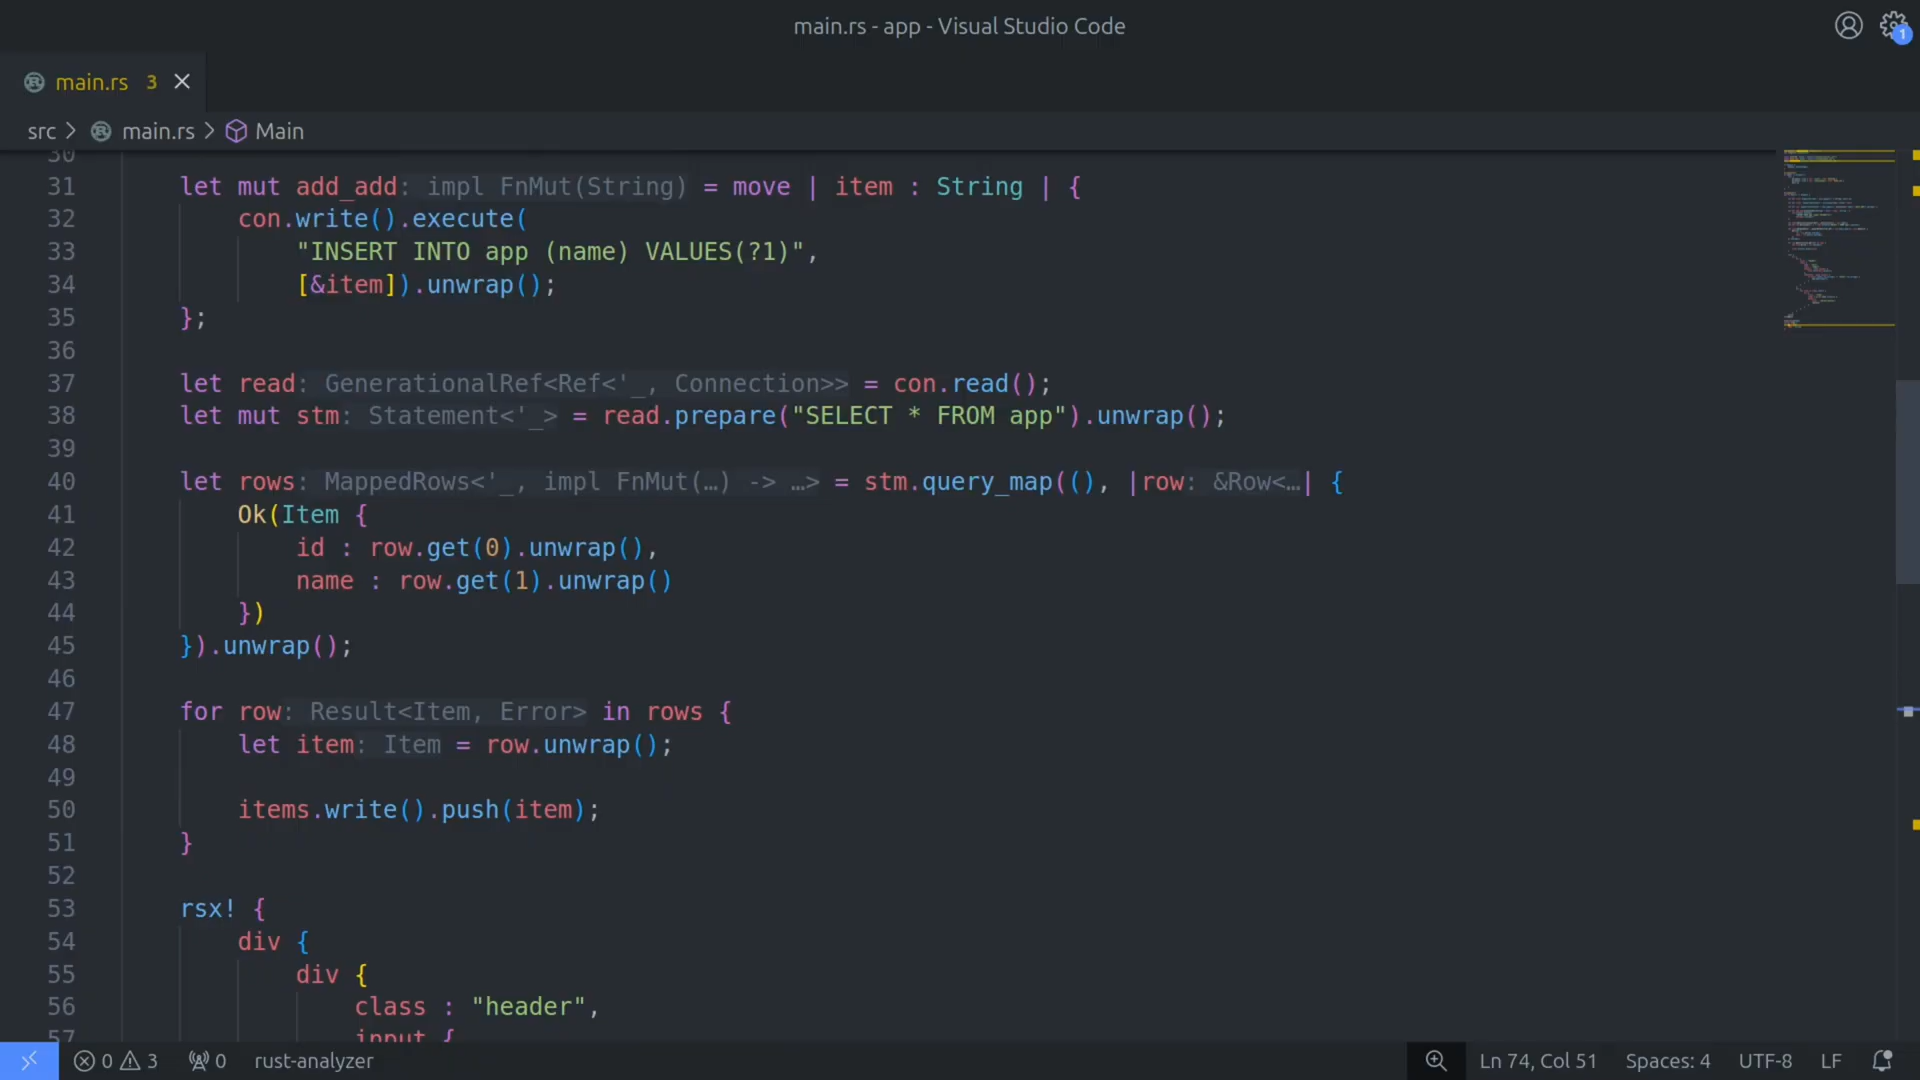 main.rs - app - Visual Studio Code
1
main.rs 3
src > main.rs > Main
30
31 let mut add_add: impl FnMut(String) = move | item : String | {
32 con.write().execute(
33 "INSERT INTO app (name) VALUES(?1)",
34 [&item]).unwrap();
35 };
36
37 let read: GenerationalRef<Ref<'_, Connection>> = con.read();
38 let mut stm: Statement<'_> = read.prepare("SELECT * FROM app").unwrap();
39
40 let rows: MappedRows<'_, impl FnMut(…) -> …> = stm.query_map((), |row: &Row<…| {
41 Ok(Item {
42 id : row.get(0).unwrap(),
43 name : row.get(1).unwrap()
44 })
45 }).unwrap();
46
47 for row: Result<Item, Error> in rows {
48 let item: Item = row.unwrap();
49
50 items.write().push(item);
51 }
52
53 rsx! {
54 div {
55 div {
56 class : "header",
57 input {
0 3 0 rust-analyzer Ln 74, Col 51 Spaces: 4 UTF-8 LF